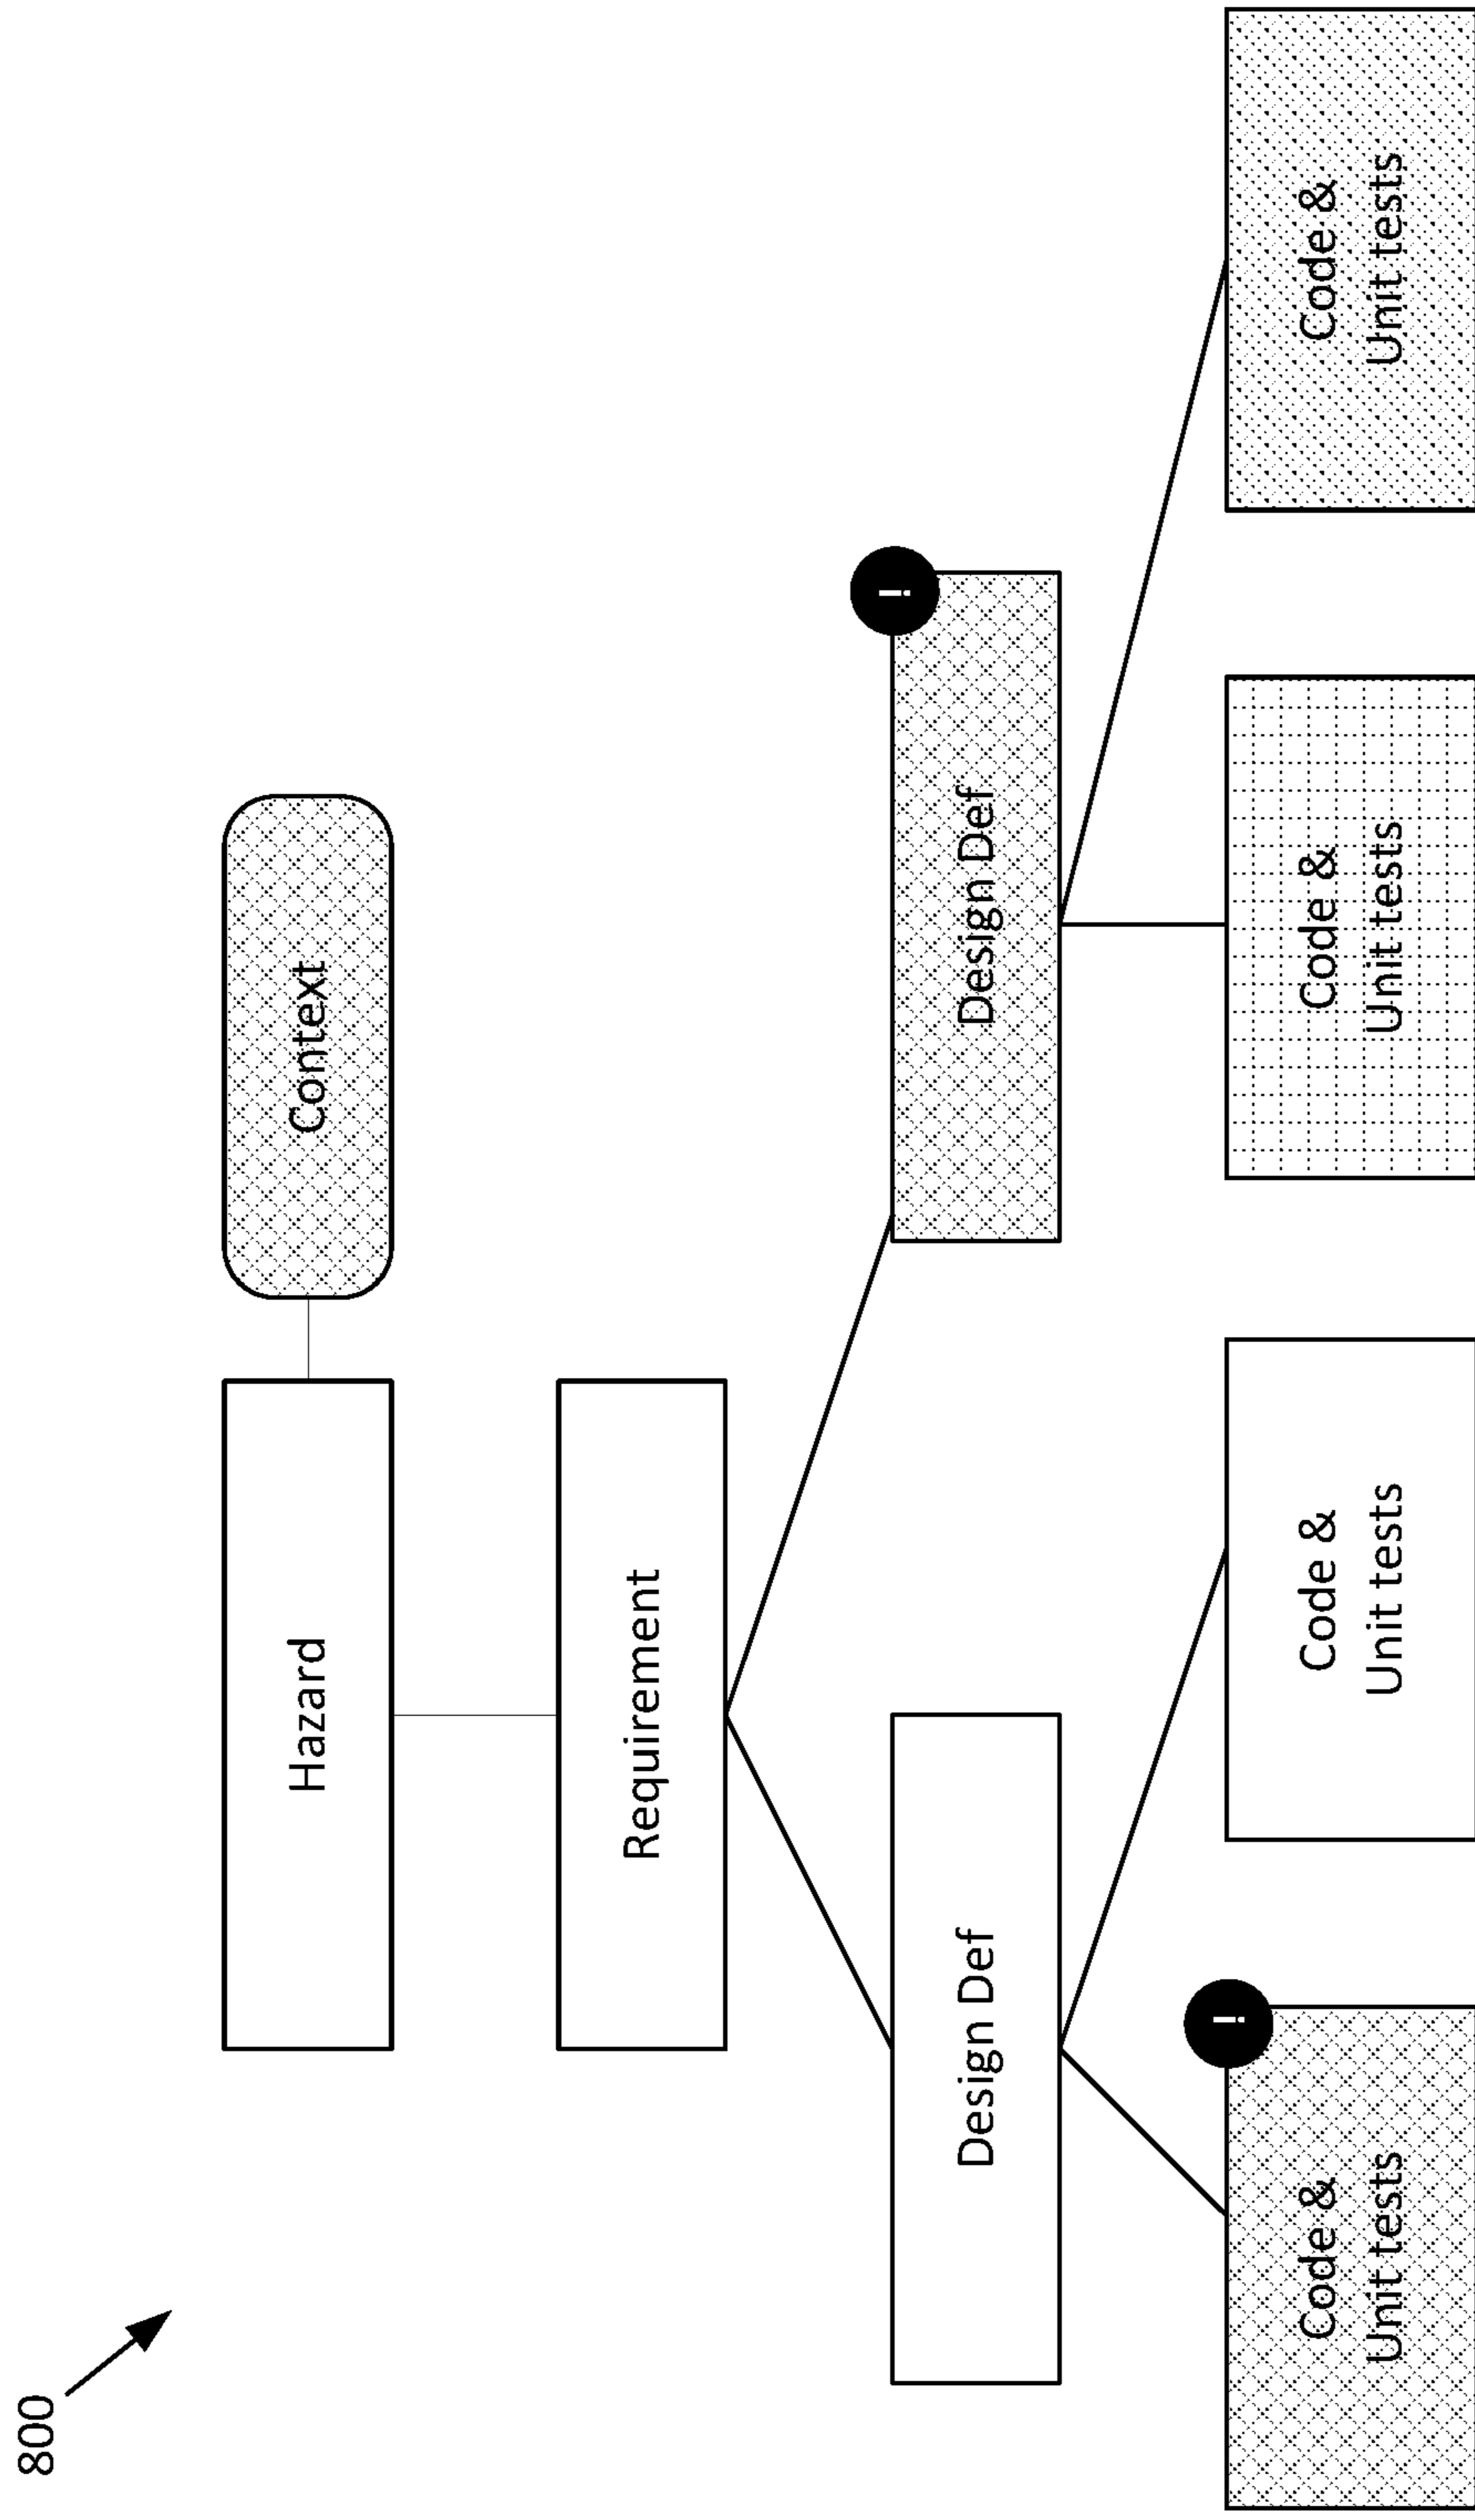 800
Hazard
Context
Requirement
Design Def
Design Def
!
Code &
Unit tests
!
Code &
Unit tests
Code &
Unit tests
Code &
Unit tests